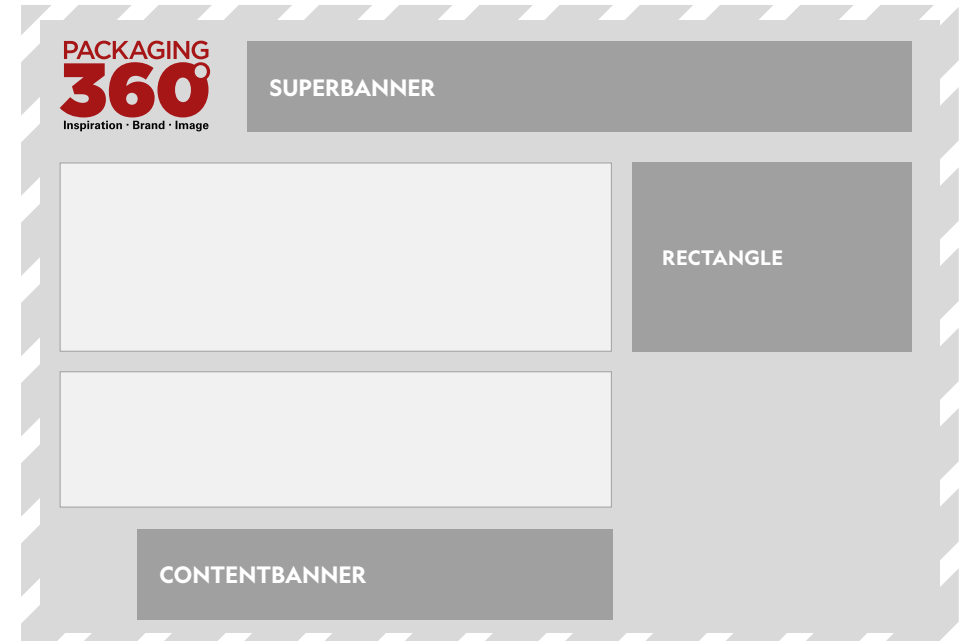 PACKAGING
360°
Inspiration · Brand · Image
SUPERBANNER
RECTANGLE
CONTENTBANNER